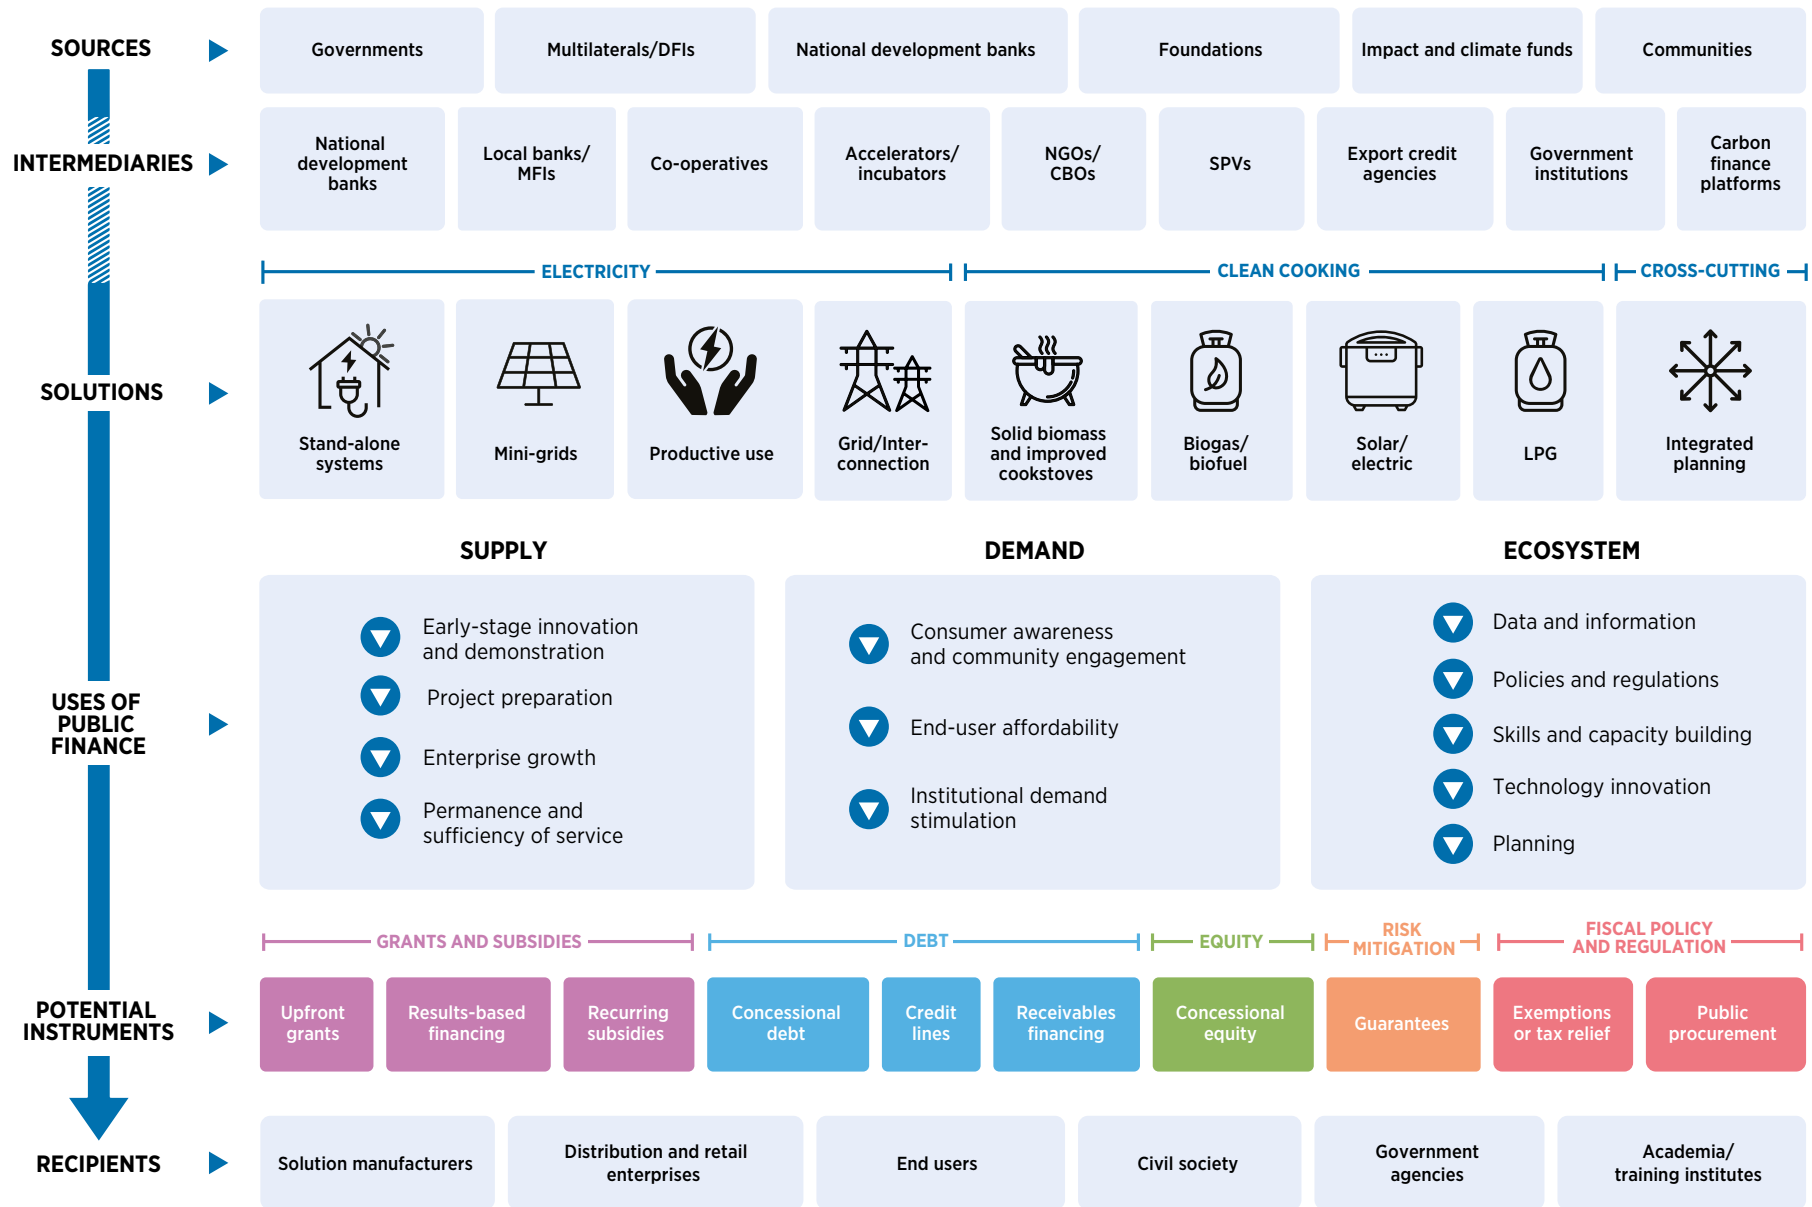 SOURCES
Governments
Multilaterals/DFIs
National development banks
Foundations
Impact and climate funds
Communities
INTERMEDIARIES
National
development
banks
Local banks/
MFIs
Co-operatives
Accelerators/
incubators
NGOs/
CBOs
SPVs
Export credit
agencies
Government
institutions
Carbon
finance
platforms
ELECTRICITY
CLEAN COOKING
CROSS-CUTTING
SOLUTIONS
Stand-alone
systems
Mini-grids
Productive use
Grid/Inter-
connection
Solid biomass
and improved
cookstoves
Biogas/
biofuel
Solar/
electric
LPG
Integrated
planning
USES OF
PUBLIC
FINANCE
SUPPLY
Early-stage innovation
and demonstration
Project preparation
Enterprise growth
Permanence and
sufficiency of service
DEMAND
Consumer awareness
and community engagement
End-user affordability
Institutional demand
stimulation
ECOSYSTEM
Data and information
Policies and regulations
Skills and capacity building
Technology innovation
Planning
GRANTS AND SUBSIDIES
DEBT
EQUITY
RISK
MITIGATION
FISCAL POLICY
AND REGULATION
POTENTIAL
INSTRUMENTS
Upfront
grants
Results-based
financing
Recurring
subsidies
Concessional
debt
Credit
lines
Receivables
financing
Concessional
equity
Guarantees
Exemptions
or tax relief
Public
procurement
RECIPIENTS
Solution manufacturers
Distribution and retail
enterprises
End users
Civil society
Government
agencies
Academia/
training institutes